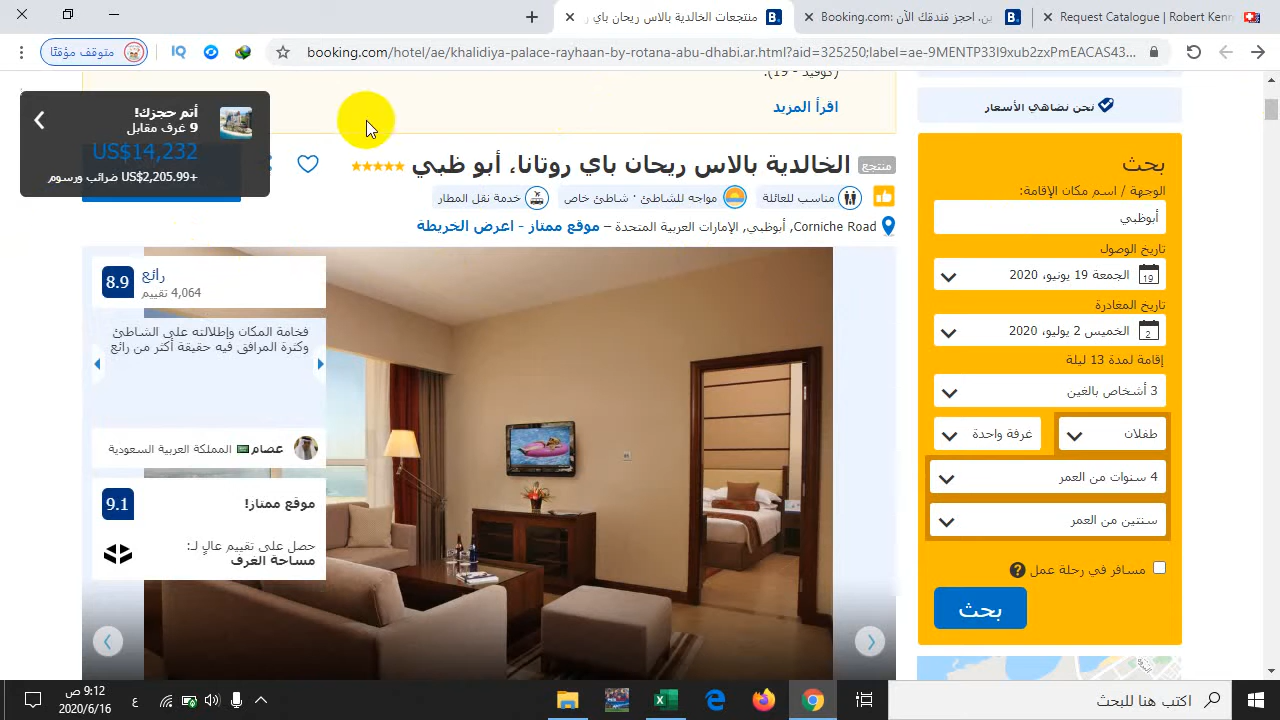 منتجعات الخالدية بالاس ريحان باي ر
Booking.com: ين. احجز فندقك الآن
Request Catalogue | Robert Kenn
متوقف مؤقتًا
booking.com/hotel/ae/khalidiya-palace-rayhaan-by-rotana-abu-dhabi.ar.html?aid=335250;label=ae-9MENTP33I9xub2zxPmEACAS43...
(كوفيد - 19).
اقرأ المزيد
أتم حجزك!
9 غرف مقابل
US$14,232
+US$2,205.99 ضرائب ورسوم
منتجع
الخالدية بالاس ريحان باي روتانا، أبو ظبي
مناسب للعائلة
مواجه للشاطئ · شاطئ خاص
خدمة نقل المطار
Corniche Road, أبوظبي, الإمارات العربية المتحدة – موقع ممتاز - اعرض الخريطة
رائع
8.9
4,064 تقييم
فخامة المكان وإطلالته على الشاطئ
وكثرة المرافق فيه حقيقة أكثر من رائع
عصام
المملكة العربية السعودية
موقع ممتاز!
9.1
حصل على تقييم عالٍ لـ:
مساحة الغرف
نحن نضاهي الأسعار
بحث
الوجهة / اسم مكان الإقامة:
أبوظبي
تاريخ الوصول
19
الجمعة 19 يونيو، 2020
تاريخ المغادرة
2
الخميس 2 يوليو، 2020
إقامة لمدة 13 ليلة
3 أشخاص بالغين
طفلان
غرفة واحدة
4 سنوات من العمر
سنتين من العمر
مسافر في رحلة عمل
بحث
اكتب هنا للبحث
ع
9:12 ص
2020/6/16